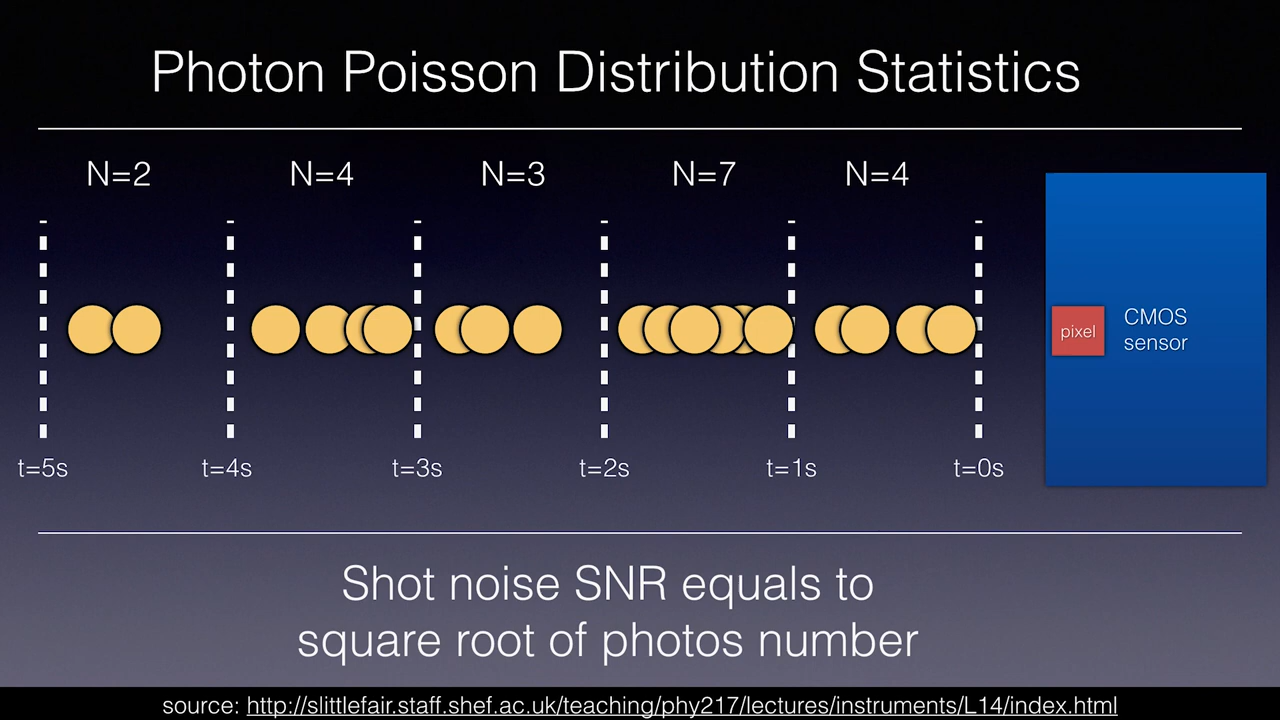 Photon Poisson Distribution Statistics
N=2 N=4 N=3 N=7 N=4
pixel
CMOS
sensor
t=5s t=4s t=3s t=2s t=1s t=0s
Shot noise SNR equals to
square root of photos number
source: http://slittlefair.staff.shef.ac.uk/teaching/phy217/lectures/instruments/L14/index.html